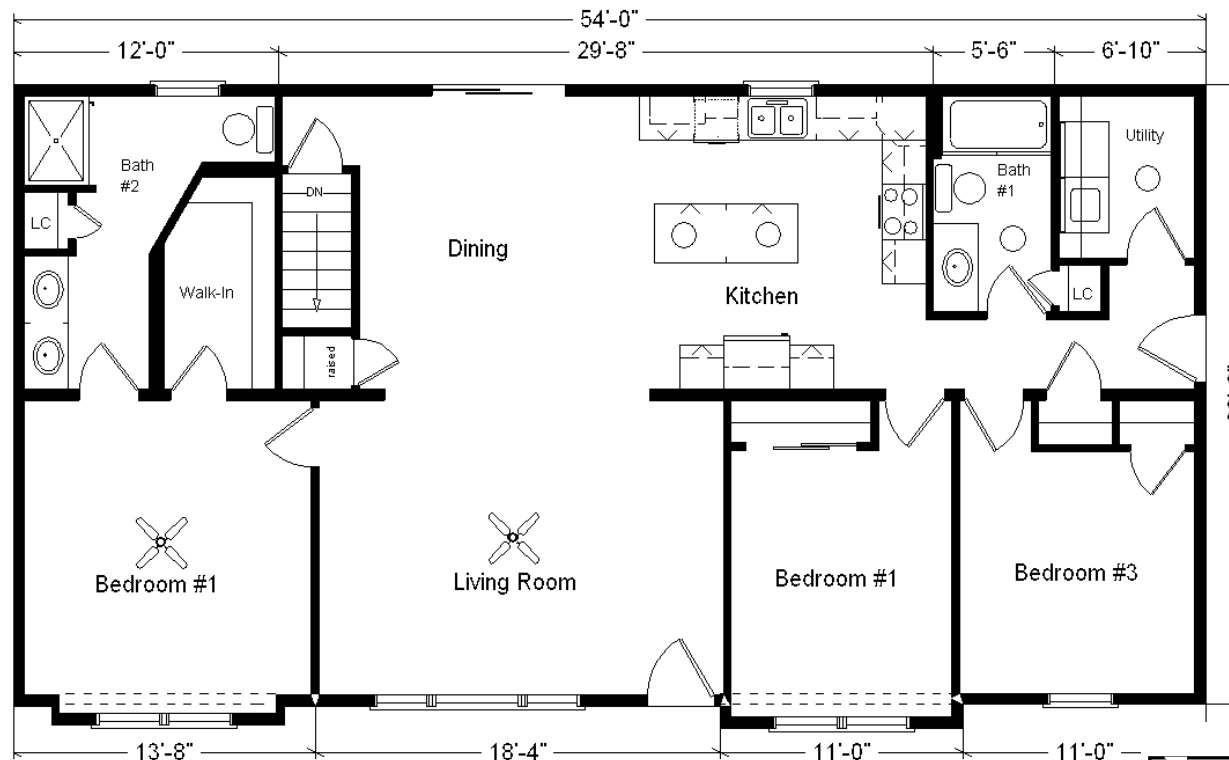 54'-0"
12'-0"
29'-8"
5'-6"
6'-10"
Bath
#2
DN
LC
Walk-In
raised
Dining
Kitchen
Bath
#1
Utility
LC
Bedroom #1
Living Room
Bedroom #1
Bedroom #3
13'-8"
18'-4"
11'-0"
11'-0"